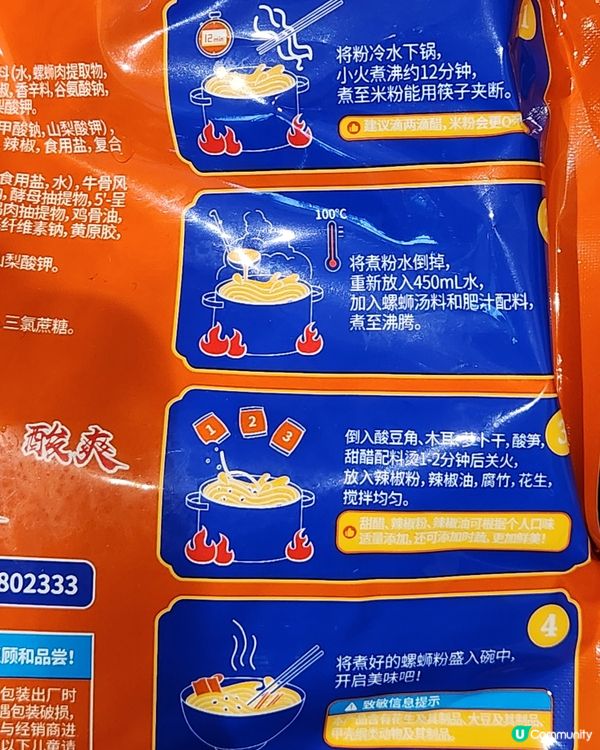 料(水,螺蛳肉提取物,
椒,香辛料,谷氨酸钠,
梨酸钾。
甲酸钠,山梨酸钾),
辣椒,食用盐,复合
食用盐,水),牛骨风
酵母抽提物,5'-呈
肉抽提物,鸡骨油,
纤维素钠,黄原胶,
山梨酸钾。
三氯蔗糖。
酸爽
802333
顾和品尝!
包装出厂时
遇包装破损,
与经销商进
以下儿童请
1
12min
将粉冷水下锅,
小火煮沸约12分钟,
煮至米粉能用筷子夹断。
建议滴两滴醋,米粉会更Q
100°C
将煮粉水倒掉,
重新放入450mL水,
加入螺蛳汤料和肥汁配料,
煮至沸腾。
1 2 3
3
倒入酸豆角、木耳,萝卜干,酸笋,
甜醋配料烫1-2分钟后关火,
放入辣椒粉,辣椒油,腐竹,花生,
搅拌均匀。
甜醋、辣椒粉、辣椒油可根据个人口味
适量添加,还可添加时蔬,更加鲜美!
4
将煮好的螺蛳粉盛入碗中,
开启美味吧!
致敏信息提示
本产品含有花生及其制品、大豆及其制品、
甲壳纲类动物及其制品。
U Community